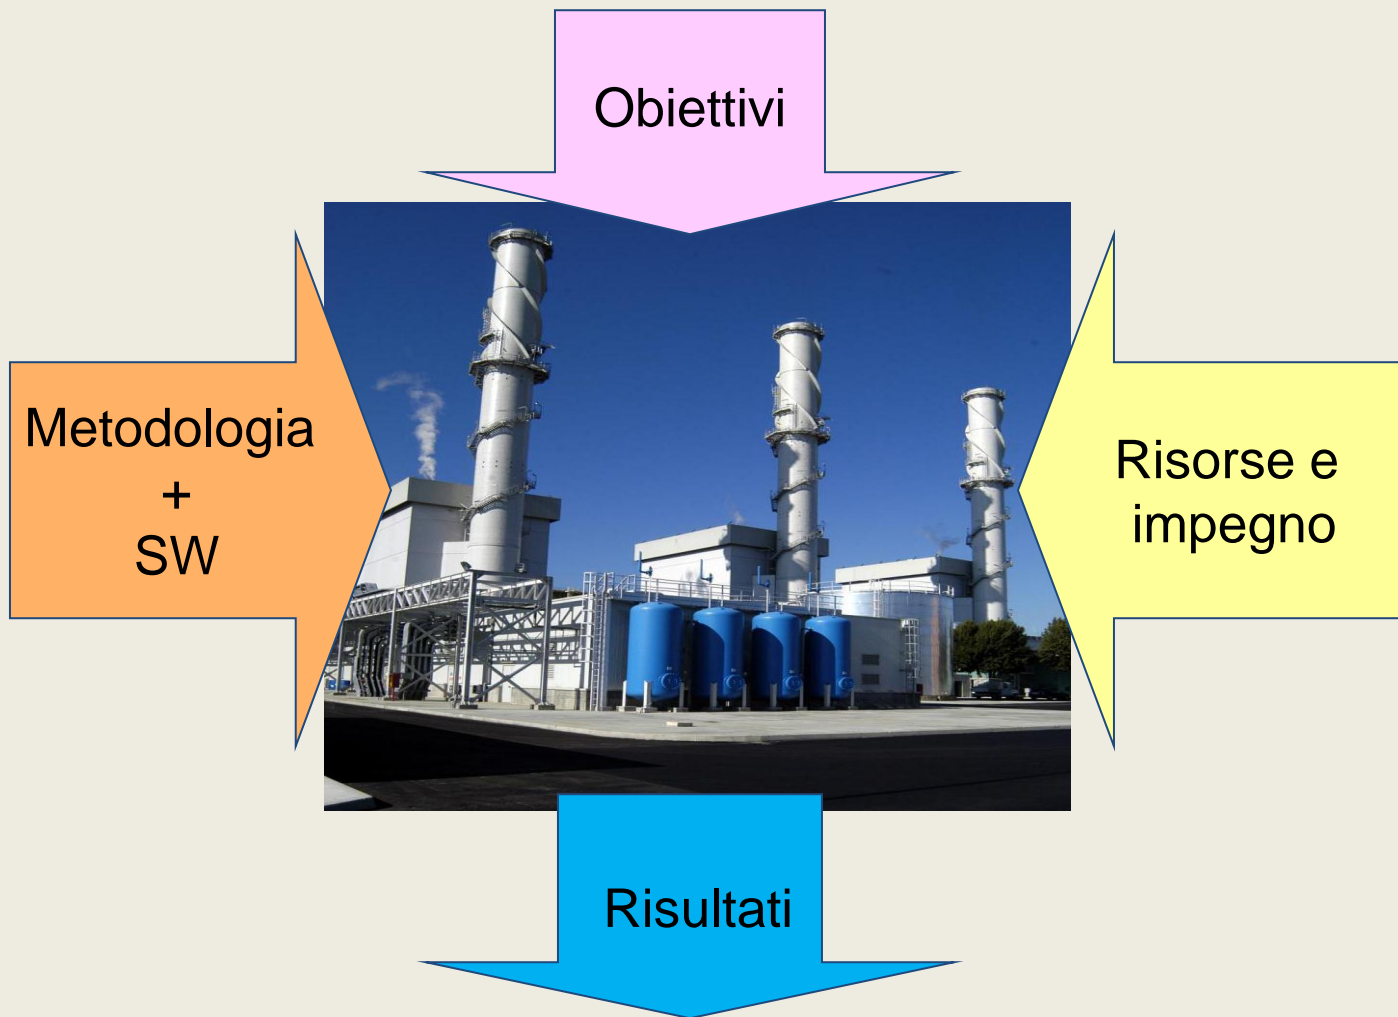 Obiettivi
Metodologia
+
SW
Risorse e
impegno
Risultati